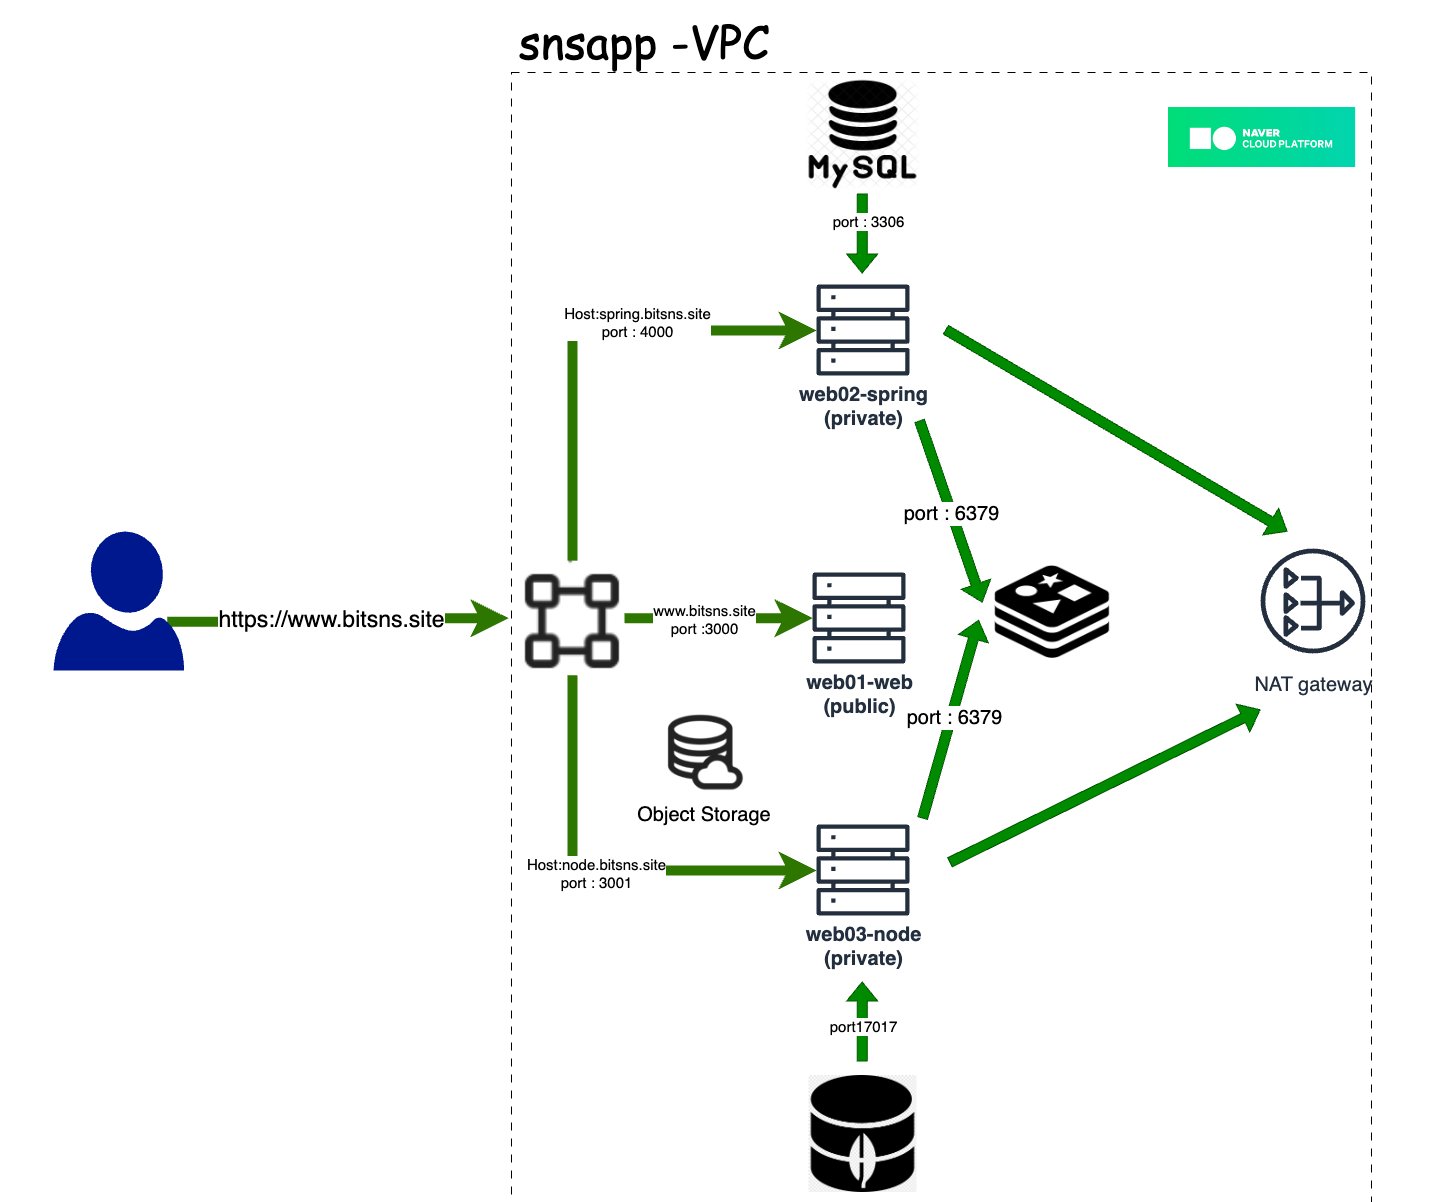 snsapp -VPC
NAVER
CLOUD PLATFORM
MySQL
port : 3306
Host:spring.bitsns.site
port : 4000
web02-spring
(private)
port : 6379
https://www.bitsns.site
www.bitsns.site
port :3000
web01-web
(public)
NAT gateway
port : 6379
Object Storage
Host:node.bitsns.site
port : 3001
web03-node
(private)
port17017